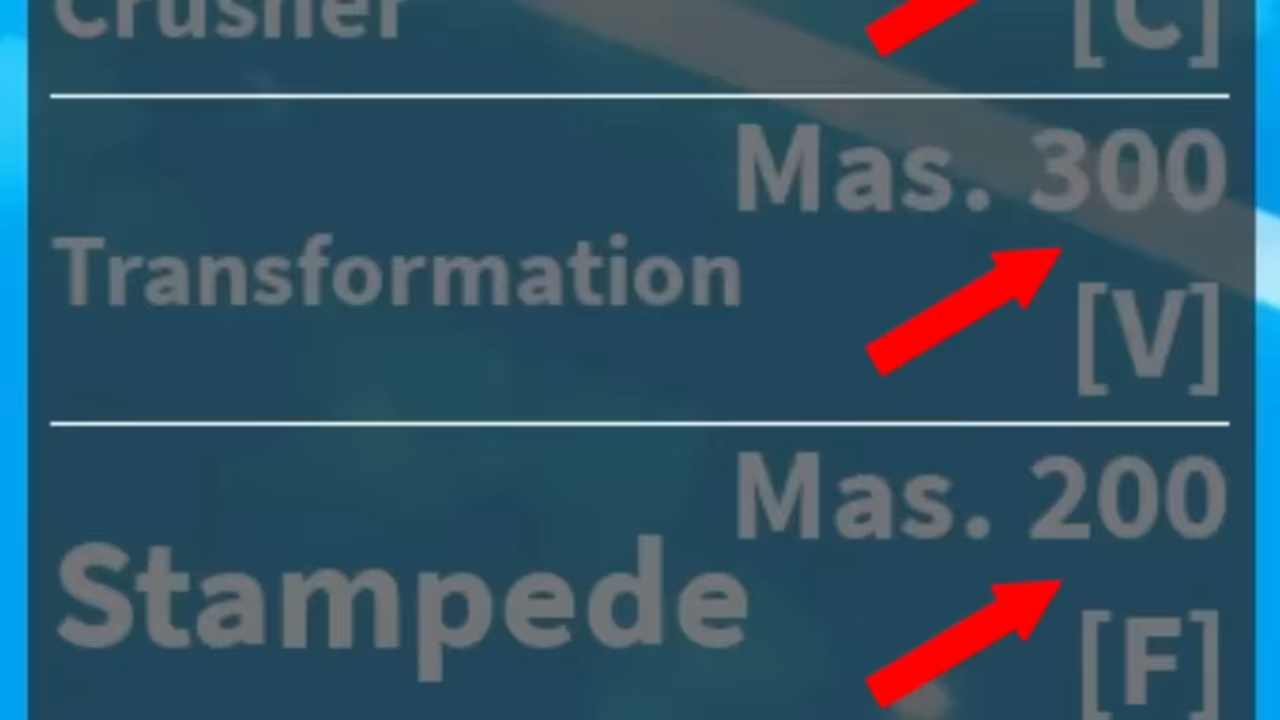 Crusher
[C]
Mas. 300
Transformation
[V]
Mas. 200
Stampede
[F]